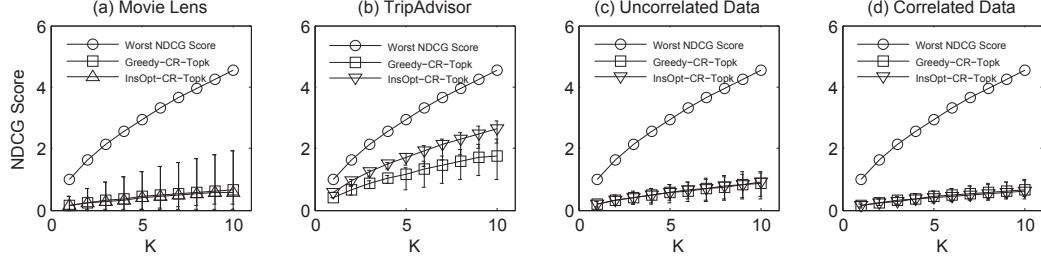 (a) Movie Lens
NDCG Score
6
4
2
0
Worst NDCG Score
Greedy-CR-Topk
InsOpt-CR-Topk
0
5
10
K
(b) TripAdvisor
6
4
2
0
Worst NDCG Score
Greedy-CR-Topk
InsOpt-CR-Topk
0
5
10
K
(c) Uncorrelated Data
6
4
2
0
Worst NDCG Score
Greedy-CR-Topk
InsOpt-CR-Topk
0
5
10
K
(d) Correlated Data
6
4
2
0
Worst NDCG Score
Greedy-CR-Topk
InsOpt-CR-Topk
0
5
10
K